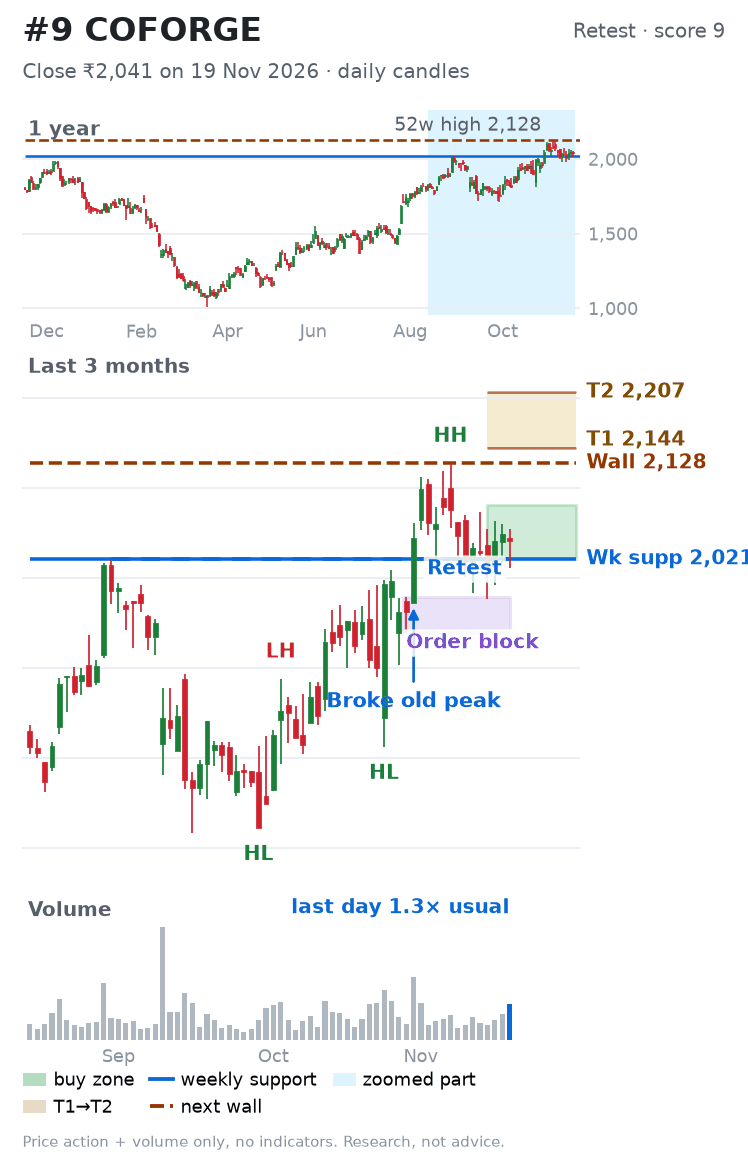 #9 COFORGE
Retest · score 9
Close ₹2,041 on 19 Nov 2026 · daily candles
1 year
52w high 2,128
2,000
1,500
1,000
Dec Feb Apr Jun Aug Oct
Last 3 months
T2 2,207
HH
T1 2,144
Wall 2,128
Wk supp 2,021
Retest
Order block
LH
Broke old peak
HL
HL
Volume
last day 1.3× usual
Sep Oct Nov
buy zone weekly support zoomed part
T1→T2 next wall
Price action + volume only, no indicators. Research, not advice.